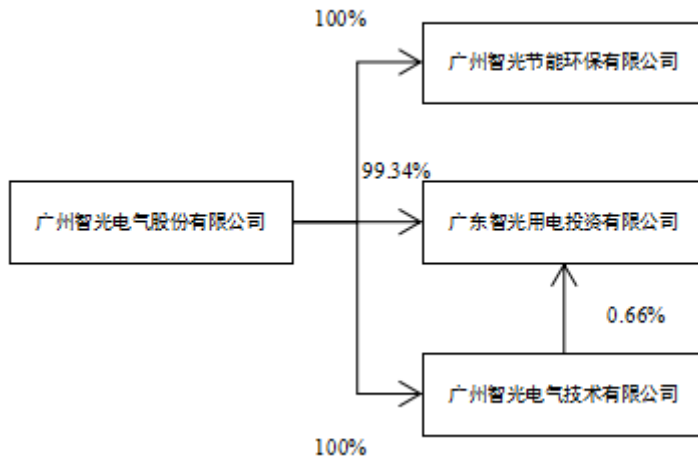 100%
广州智光节能环保有限公司
99.34%
广州智光电气股份有限公司
广东智光用电投资有限公司
0.66%
广州智光电气技术有限公司
100%